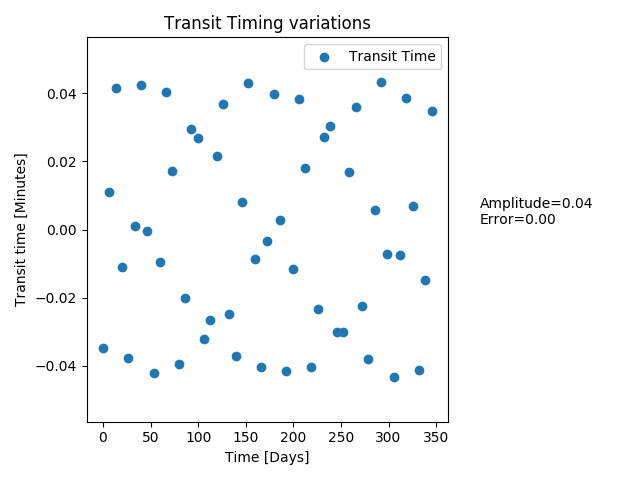 Transit Timing variations
Transit Time
0.04
0.02
0.00
−0.02
−0.04
Transit time [Minutes]
0
50
100
150
200
250
300
350
Time [Days]
Amplitude=0.04
Error=0.00